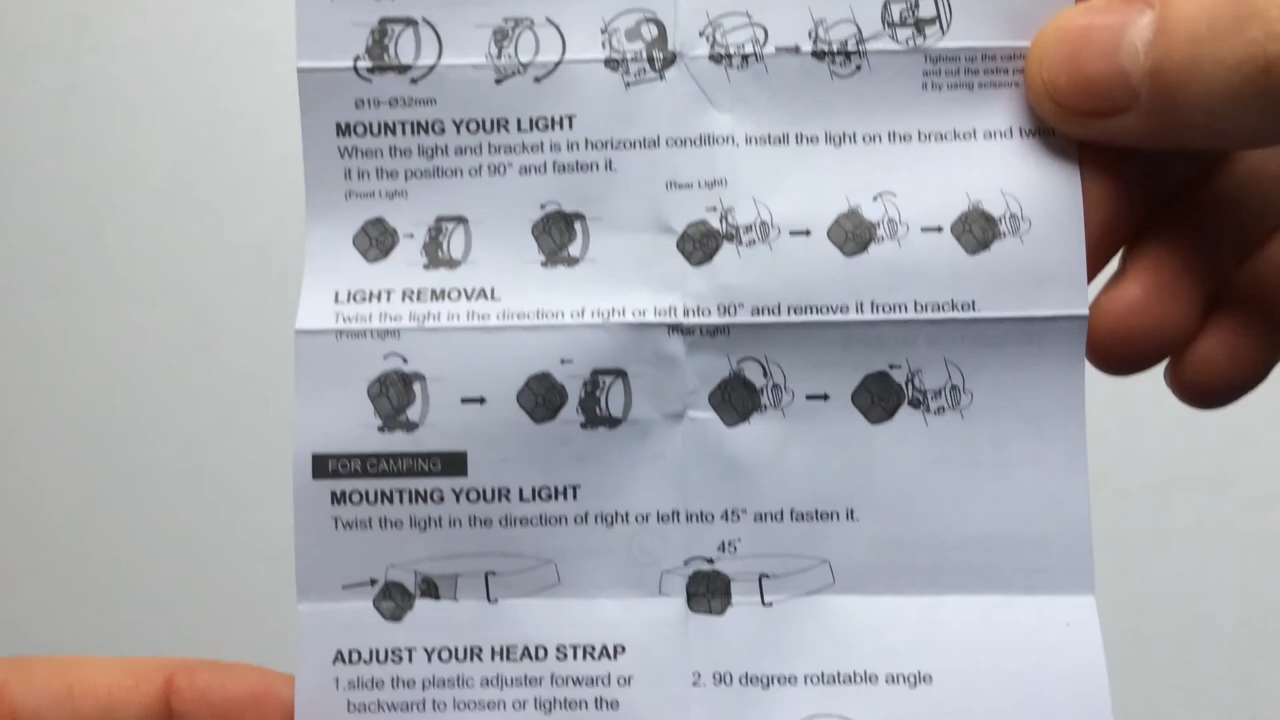 Tighten up the cable
and cut the extra
it by using scissors
Ø19~Ø32mm
MOUNTING YOUR LIGHT
When the light and bracket is in horizontal condition, install the light on the bracket and twist
it in the position of 90° and fasten it.
(Front Light)
(Rear Light)
LIGHT REMOVAL
Twist the light in the direction of right or left into 90° and remove it from bracket.
(Front Light)
(Rear Light)
FOR CAMPING
MOUNTING YOUR LIGHT
Twist the light in the direction of right or left into 45° and fasten it.
45°
ADJUST YOUR HEAD STRAP
1.slide the plastic adjuster forward or
backward to loosen or tighten the
2. 90 degree rotatable angle